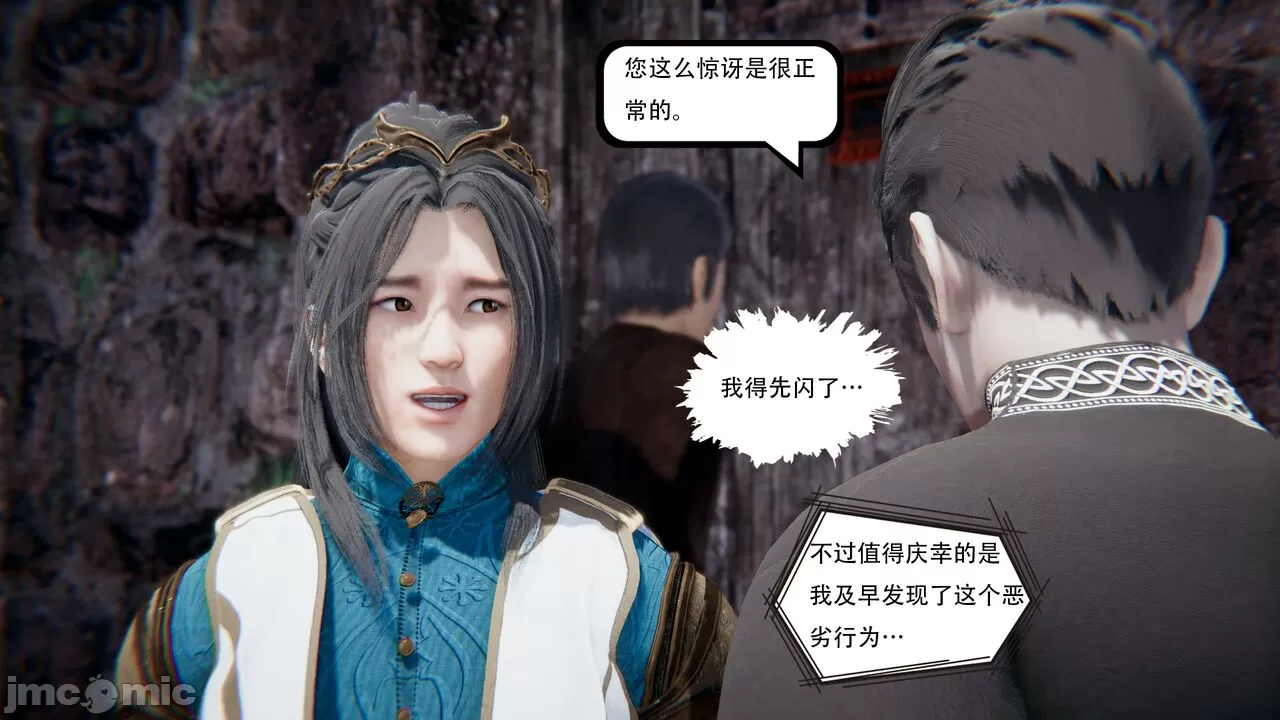 您这么惊讶是很正
常的。
我得先闪了…
不过值得庆幸的是
我及早发现了这个恶
劣行为…
jmcomic